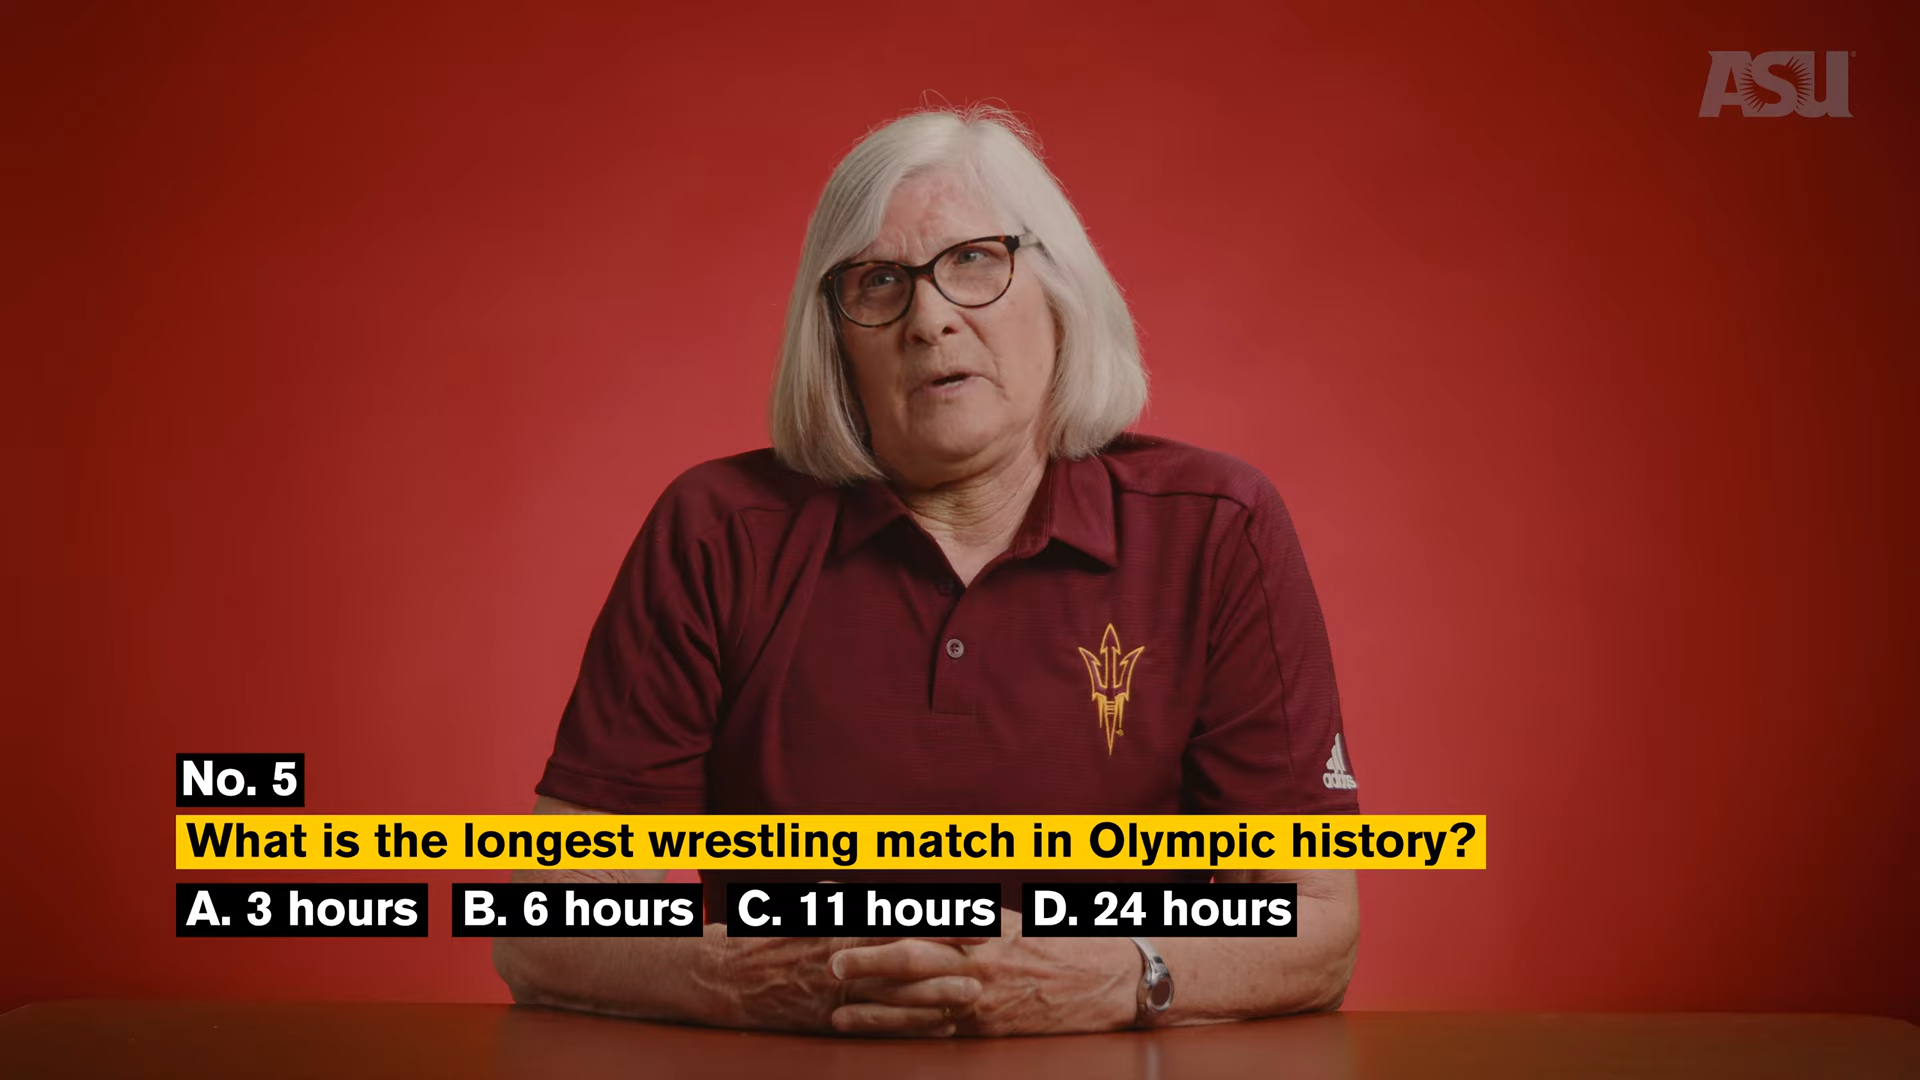 ASU
No. 5
What is the longest wrestling match in Olympic history?
A. 3 hours B. 6 hours C. 11 hours D. 24 hours
adidas